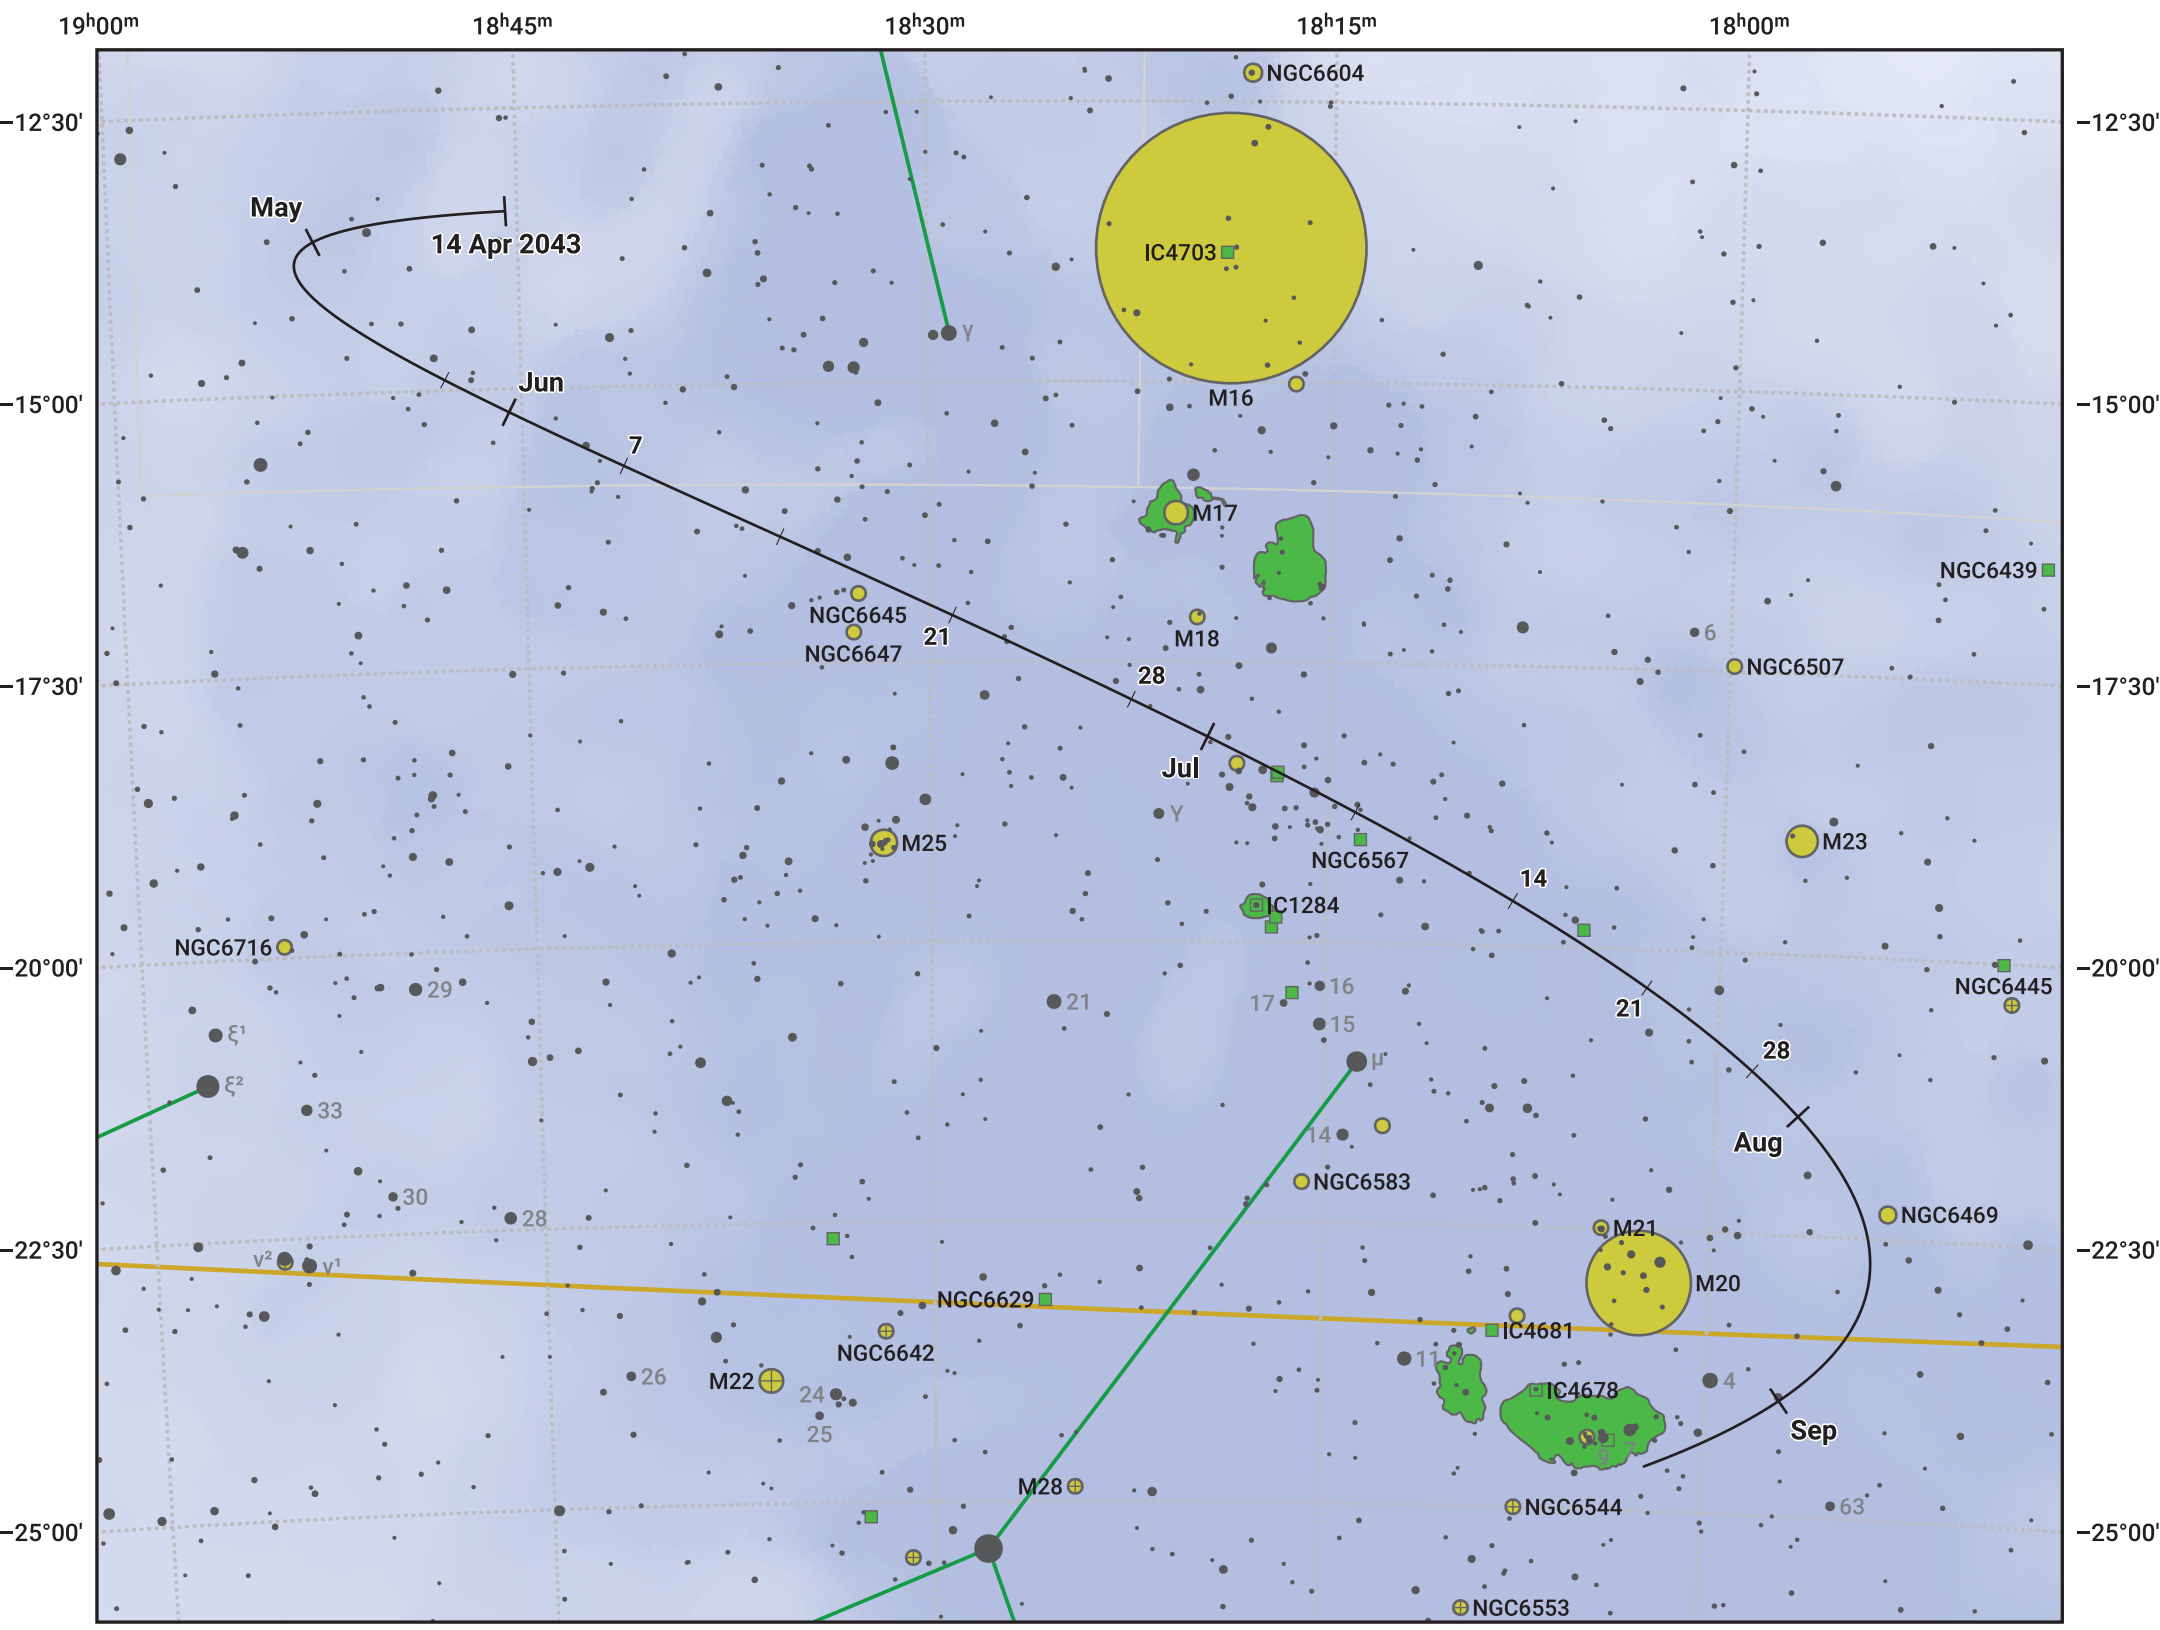 19ʰ00ᵐ 18ʰ45ᵐ 18ʰ30ᵐ 18ʰ15ᵐ 18ʰ00ᵐ
NGC6604
−12°30' −12°30'
May
14 Apr 2043
IC4703
γ
Jun
M16
−15°00' −15°00'
7
M17
NGC6439
NGC6645
21
M18
6
NGC6647
NGC6507
28
−17°30' −17°30'
Jul
Y
M25
M23
NGC6567
14
IC1284
NGC6716
−20°00' −20°00'
29
16
NGC6445
21
17
21
15
ξ¹
28
μ
ξ²
33
14
Aug
NGC6583
30
28
NGC6469
M21
−22°30' −22°30'
ν²
ν¹
M20
NGC6629
IC4681
NGC6642
11
26
M22
4
24
IC4678
25
Sep
9
7
M28
NGC6544
63
−25°00' −25°00'
NGC6553